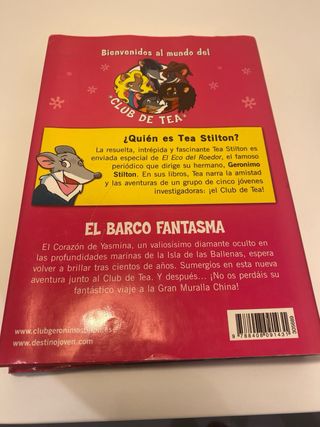 Bienvenidos al mundo del
CLUB DE TEA
¿Quién es Tea Stilton?
La resuelta, intrépida y fascinante Tea Stilton es
enviada especial de El Eco del Roedor, el famoso
periódico que dirige su hermano, Geronimo
Stilton. En sus libros, Tea narra la amistad
y las aventuras de un grupo de cinco jóvenes
investigadoras: ¡el Club de Tea!
EL BARCO FANTASMA
El Corazón de Yasmina, un valiosísimo diamante oculto en
las profundidades marinas de la Isla de las Ballenas, espera
volver a brillar tras cientos de años. Sumergíos en esta nueva
aventura junto al Club de Tea. Y después... ¡No os perdáis su
fantástico viaje a la Gran Muralla China!
www.destinojoven.com
9 788408 091431